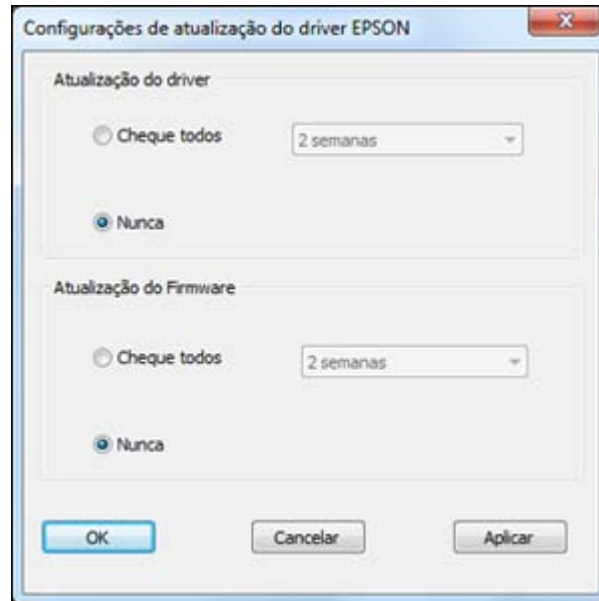 Configurações de atualização do driver EPSON
Atualização do driver
Cheque todos 2 semanas
Nunca
Atualização do Firmware
Cheque todos 2 semanas
Nunca
OK Cancelar Aplicar